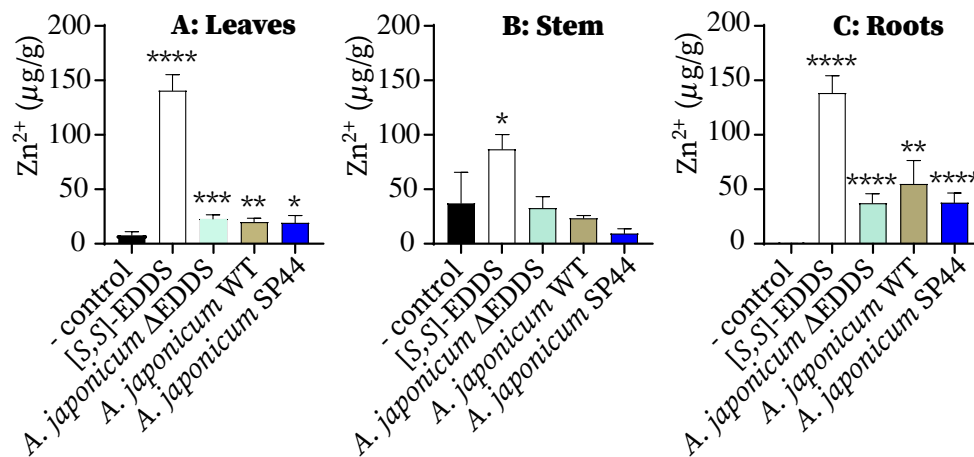 A: Leaves
Zn²⁺ (µg/g)
200
150
100
50
0
****
***
**
*
- control
[S,S]-EDDS
A. japonicum ΔEDDS
A. japonicum WT
A. japonicum SP44
B: Stem
Zn²⁺ (µg/g)
200
150
100
50
0
*
- control
[S,S]-EDDS
A. japonicum ΔEDDS
A. japonicum WT
A. japonicum SP44
C: Roots
Zn²⁺ (µg/g)
200
150
100
50
0
****
****
**
****
- control
[S,S]-EDDS
A. japonicum ΔEDDS
A. japonicum WT
A. japonicum SP44